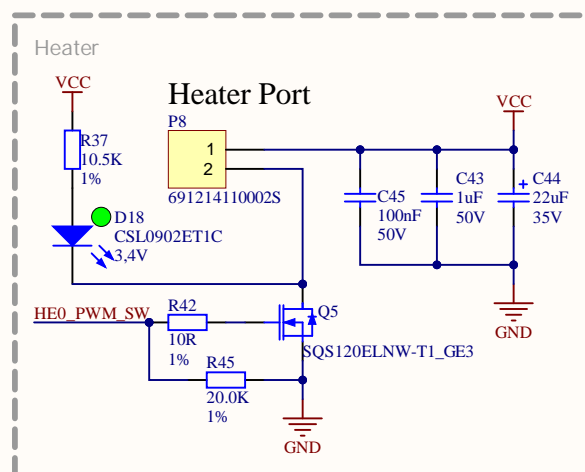 Heater
VCC
Heater Port
VCC
R37
10.5K
1%
P8
1
2
691214110002S
D18
CSL0902ET1C
3,4V
C45
100nF
50V
C43
1uF
50V
+
C44
22uF
35V
GND
HE0_PWM_SW
R42
10R
1%
Q5
SQS120ELNW-T1_GE3
R45
20.0K
1%
GND